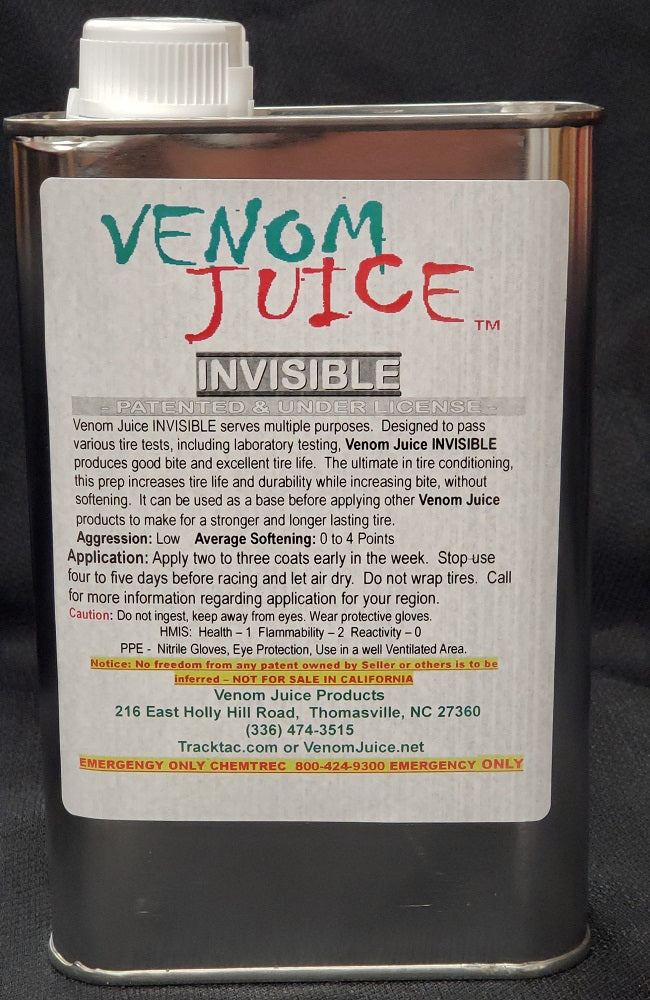 VENOM
JUICE
TM
INVISIBLE
- PATENTED & UNDER LICENSE -
Venom Juice INVISIBLE serves multiple purposes. Designed to pass
various tire tests, including laboratory testing, Venom Juice INVISIBLE
produces good bite and excellent tire life. The ultimate in tire conditioning,
this prep increases tire life and durability while increasing bite, without
softening. It can be used as a base before applying other Venom Juice
products to make for a stronger and longer lasting tire.
Aggression: Low Average Softening: 0 to 4 Points
Application: Apply two to three coats early in the week. Stop use
four to five days before racing and let air dry. Do not wrap tires. Call
for more information regarding application for your region.
Caution: Do not ingest, keep away from eyes. Wear protective gloves.
HMIS: Health – 1 Flammability – 2 Reactivity – 0
PPE - Nitrile Gloves, Eye Protection, Use in a well Ventilated Area.
Notice: No freedom from any patent owned by Seller or others is to be
inferred – NOT FOR SALE IN CALIFORNIA
Venom Juice Products
216 East Holly Hill Road, Thomasville, NC 27360
(336) 474-3515
Tracktac.com or VenomJuice.net
EMERGENGY ONLY CHEMTREC 800-424-9300 EMERGENCY ONLY